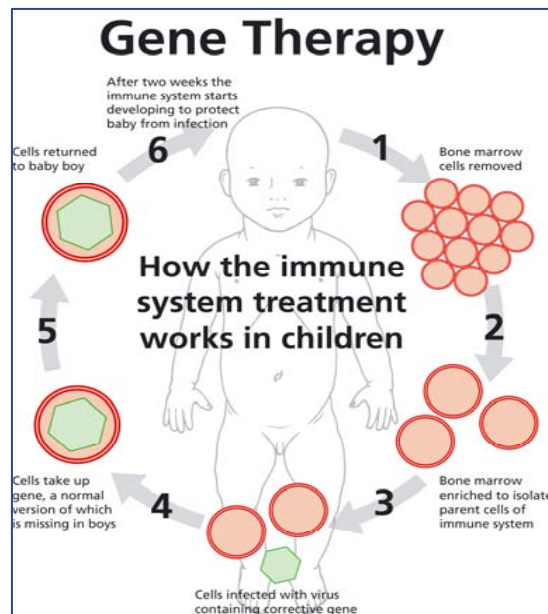 Gene Therapy
After two weeks the
immune system starts
developing to protect
baby from infection
6
1
Cells returned
to baby boy
Bone marrow
cells removed
How the immune
system treatment
works in children
5
2
Cells take up
gene, a normal
version of which
is missing in boys
4
3
Bone marrow
enriched to isolate
parent cells of
immune system
Cells infected with virus
containing corrective gene